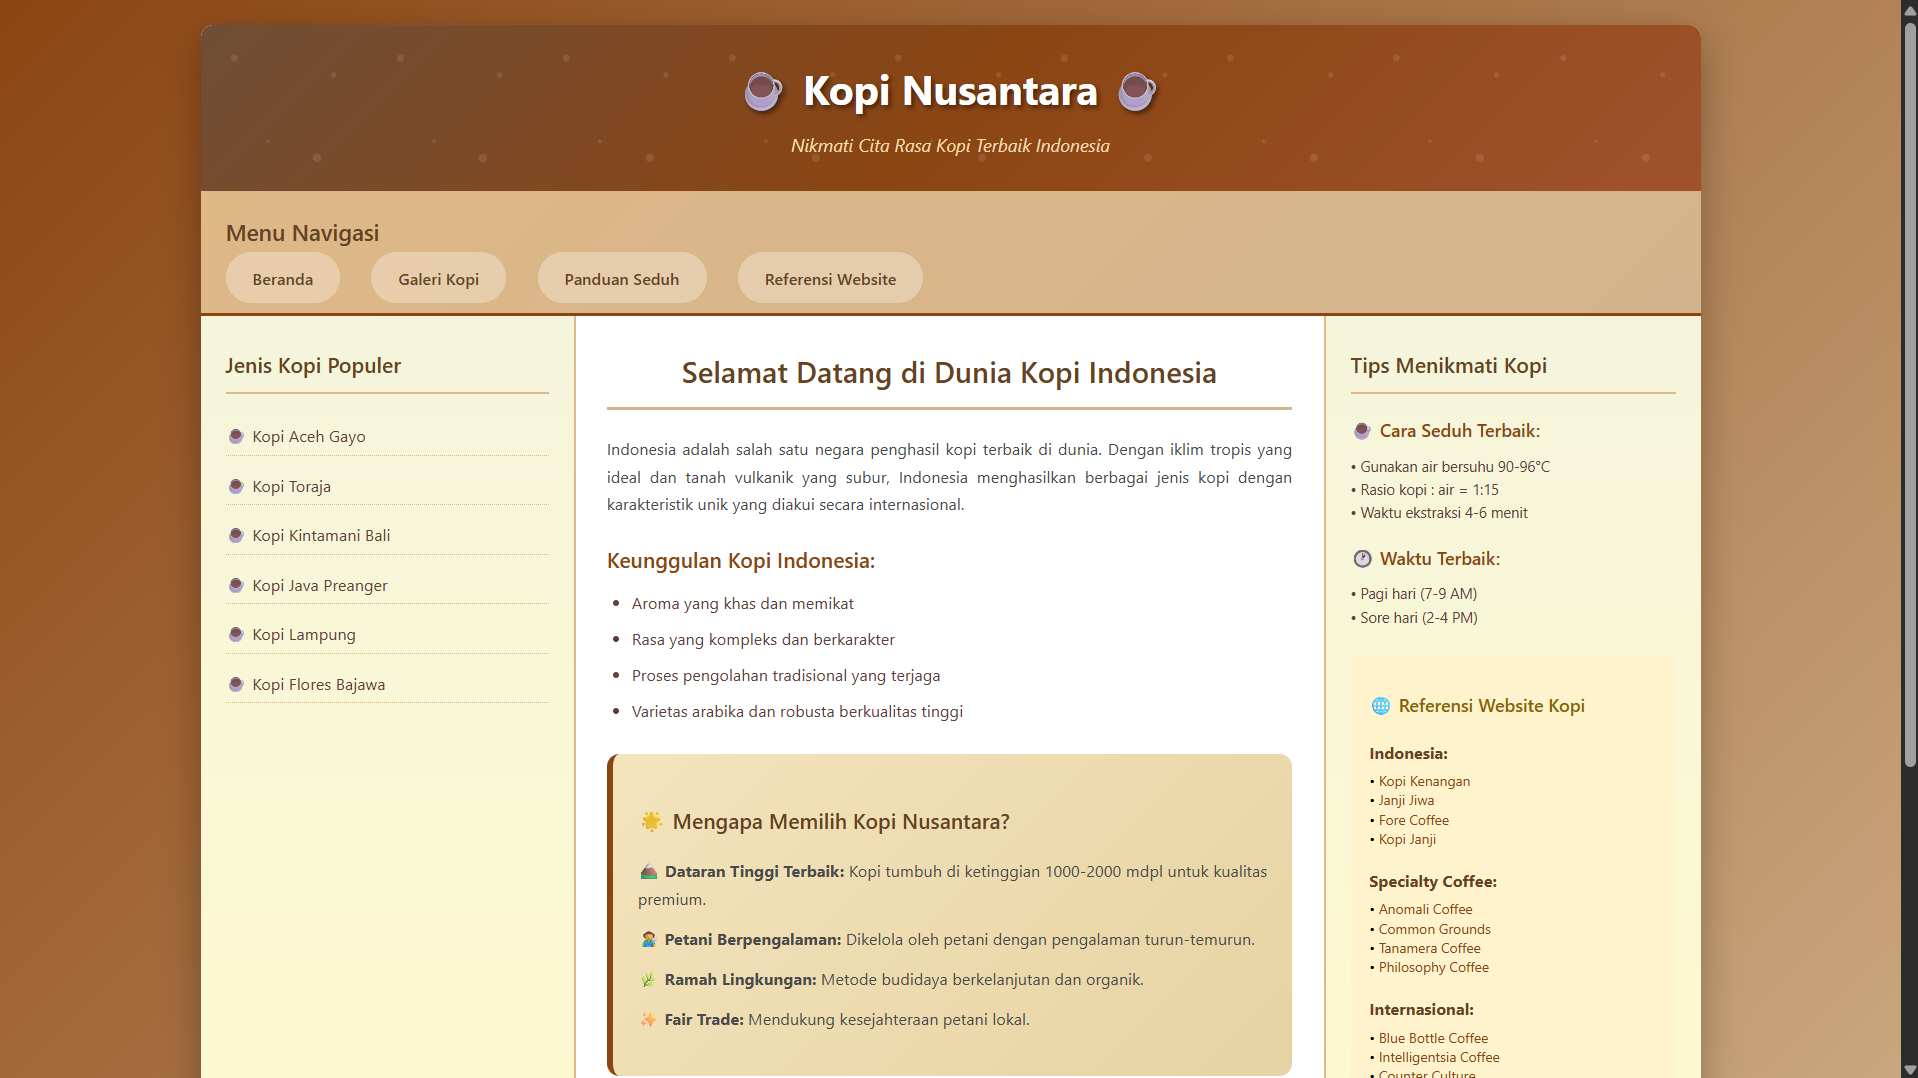 Kopi Nusantara
Nikmati Cita Rasa Kopi Terbaik Indonesia
Menu Navigasi
Beranda
Galeri Kopi
Panduan Seduh
Referensi Website
Jenis Kopi Populer
Kopi Aceh Gayo
Kopi Toraja
Kopi Kintamani Bali
Kopi Java Preanger
Kopi Lampung
Kopi Flores Bajawa
Selamat Datang di Dunia Kopi Indonesia
Indonesia adalah salah satu negara penghasil kopi terbaik di dunia. Dengan iklim tropis yang
ideal dan tanah vulkanik yang subur, Indonesia menghasilkan berbagai jenis kopi dengan
karakteristik unik yang diakui secara internasional.
Keunggulan Kopi Indonesia:
• Aroma yang khas dan memikat
• Rasa yang kompleks dan berkarakter
• Proses pengolahan tradisional yang terjaga
• Varietas arabika dan robusta berkualitas tinggi
Mengapa Memilih Kopi Nusantara?
Dataran Tinggi Terbaik: Kopi tumbuh di ketinggian 1000-2000 mdpl untuk kualitas
premium.
Petani Berpengalaman: Dikelola oleh petani dengan pengalaman turun-temurun.
Ramah Lingkungan: Metode budidaya berkelanjutan dan organik.
Fair Trade: Mendukung kesejahteraan petani lokal.
Tips Menikmati Kopi
Cara Seduh Terbaik:
• Gunakan air bersuhu 90-96°C
• Rasio kopi : air = 1:15
• Waktu ekstraksi 4-6 menit
Waktu Terbaik:
• Pagi hari (7-9 AM)
• Sore hari (2-4 PM)
Referensi Website Kopi
Indonesia:
• Kopi Kenangan
• Janji Jiwa
• Fore Coffee
• Kopi Janji
Specialty Coffee:
• Anomali Coffee
• Common Grounds
• Tanamera Coffee
• Philosophy Coffee
Internasional:
• Blue Bottle Coffee
• Intelligentsia Coffee
• Counter Culture